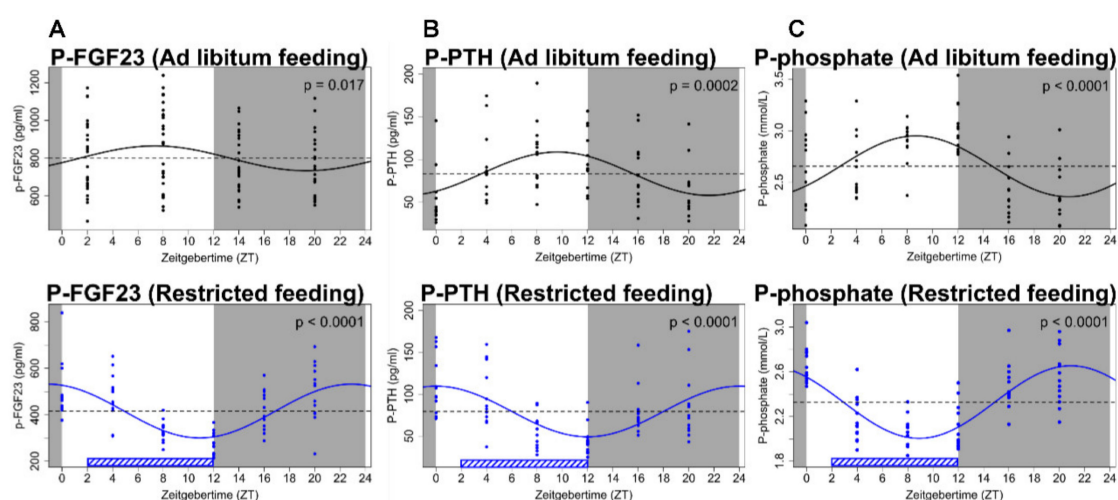 A
B
C
P-FGF23 (Ad libitum feeding)
P-PTH (Ad libitum feeding)
P-phosphate (Ad libitum feeding)
p = 0.017
p = 0.0002
p < 0.0001
p-FGF23 (pg/ml)
600 800 1000 1200
0 2 4 6 8 10 12 14 16 18 20 22 24
Zeitgebertime (ZT)
P-PTH (pg/ml)
50 100 150 200
0 2 4 6 8 10 12 14 16 18 20 22 24
Zeitgebertime (ZT)
P-phosphate (mmol/L)
2.5 3.0 3.5
0 2 4 6 8 10 12 14 16 18 20 22 24
Zeitgebertime (ZT)
P-FGF23 (Restricted feeding)
P-PTH (Restricted feeding)
P-phosphate (Restricted feeding)
p < 0.0001
p < 0.0001
p < 0.0001
p-FGF23 (pg/ml)
200 400 600 800
0 2 4 6 8 10 12 14 16 18 20 22 24
Zeitgebertime (ZT)
P-PTH (pg/ml)
50 100 150 200
0 2 4 6 8 10 12 14 16 18 20 22 24
Zeitgebertime (ZT)
P-phosphate (mmol/L)
1.8 2.2 2.6 3.0
0 2 4 6 8 10 12 14 16 18 20 22 24
Zeitgebertime (ZT)